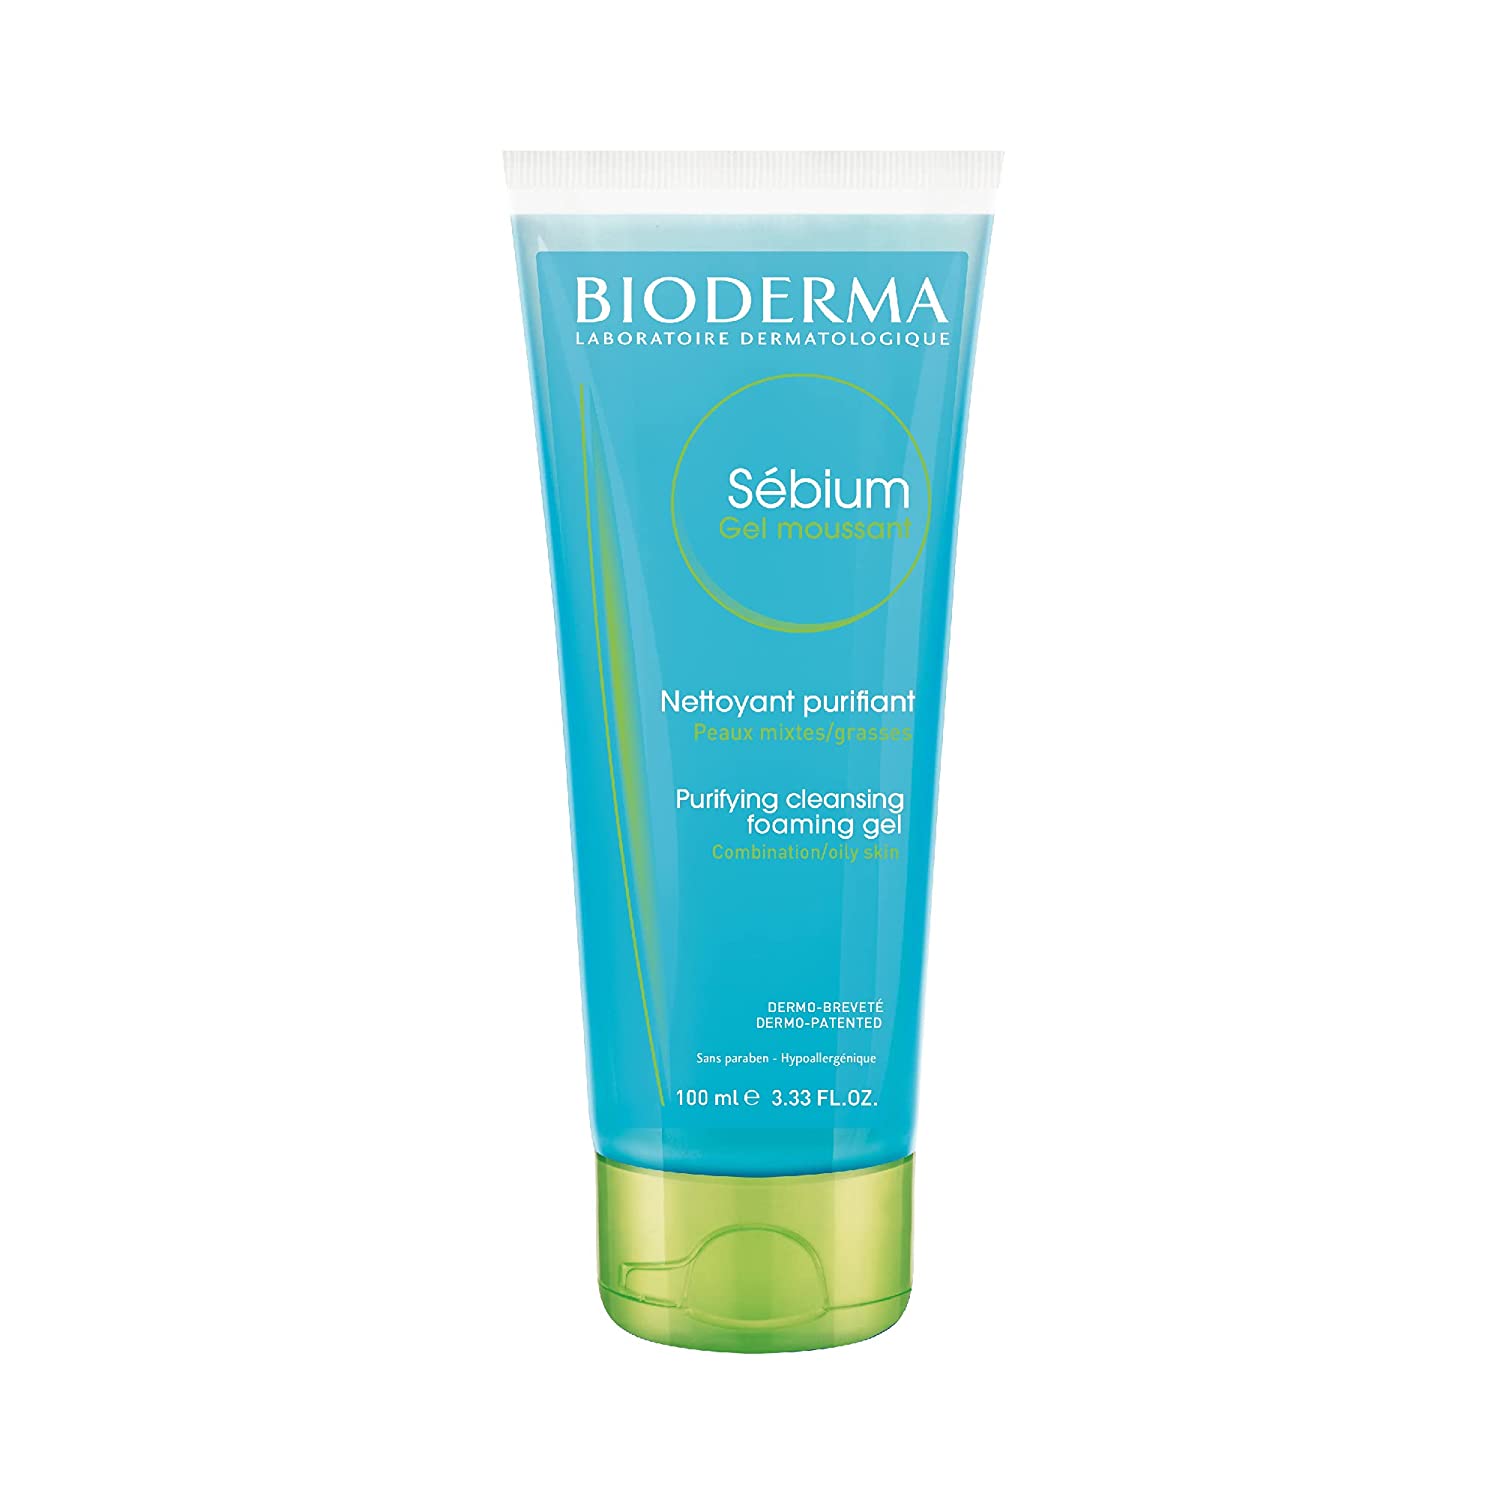 BIODERMA
LABORATOIRE DERMATOLOGIQUE
Sébium
Gel moussant
Nettoyant purifiant
Peaux mixtes/grasses
Purifying cleansing
foaming gel
Combination/oily skin
DERMO-BREVETÉ
DERMO-PATENTED
Sans paraben - Hypoallergénique
100 ml ℮ 3.33 FL.OZ.